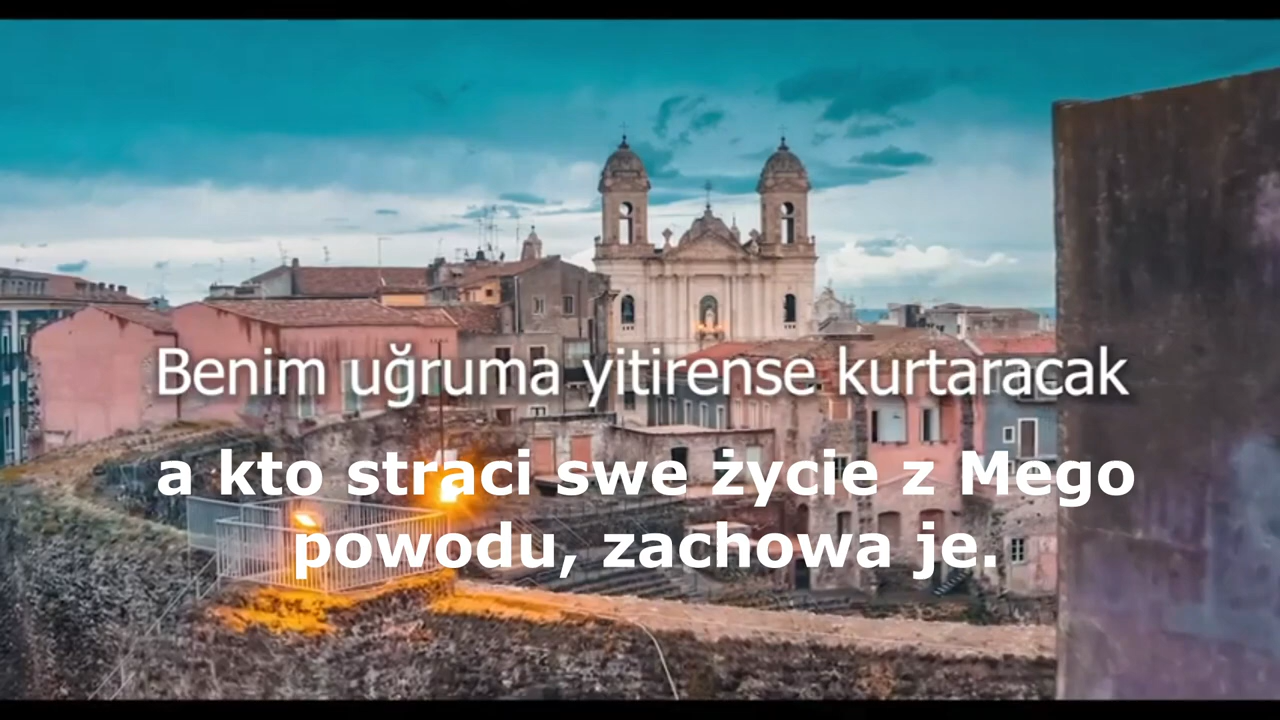 Benim uğruma yitirense kurtaracak
a kto straci swe życie z Mego
powodu, zachowa je.